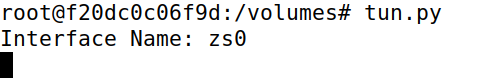 root@f20dc0c06f9d:/volumes# tun.py
Interface Name: zs0